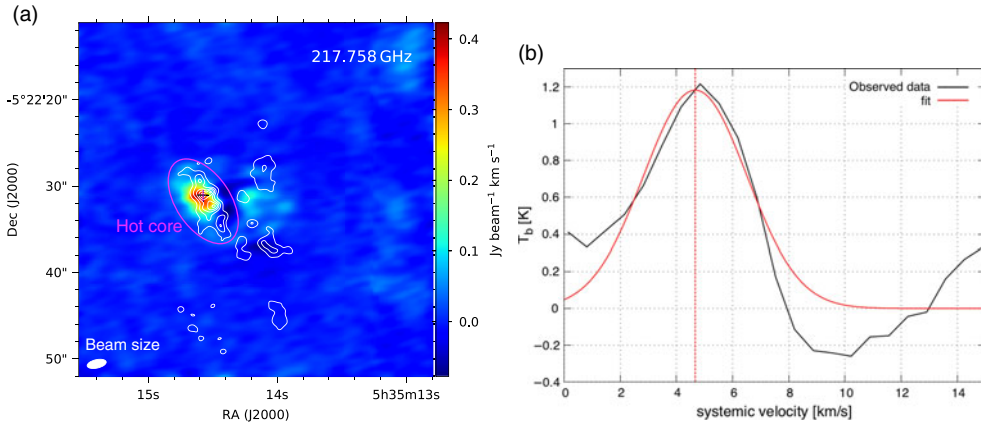 (a)
217.758 GHz
Hot core
Beam size
-5°22'20"
30"
40"
50"
Dec (J2000)
15s
14s
5h35m13s
RA (J2000)
0.4
0.3
0.2
0.1
0.0
Jy beam⁻¹ km s⁻¹
(b)
Observed data
fit
1.2
1
0.8
0.6
0.4
0.2
0
−0.2
−0.4
T_b [K]
0
2
4
6
8
10
12
14
systemic velocity [km/s]